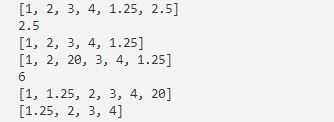 [1, 2, 3, 4, 1.25, 2.5]
2.5
[1, 2, 3, 4, 1.25]
[1, 2, 20, 3, 4, 1.25]
6
[1, 1.25, 2, 3, 4, 20]
[1.25, 2, 3, 4]